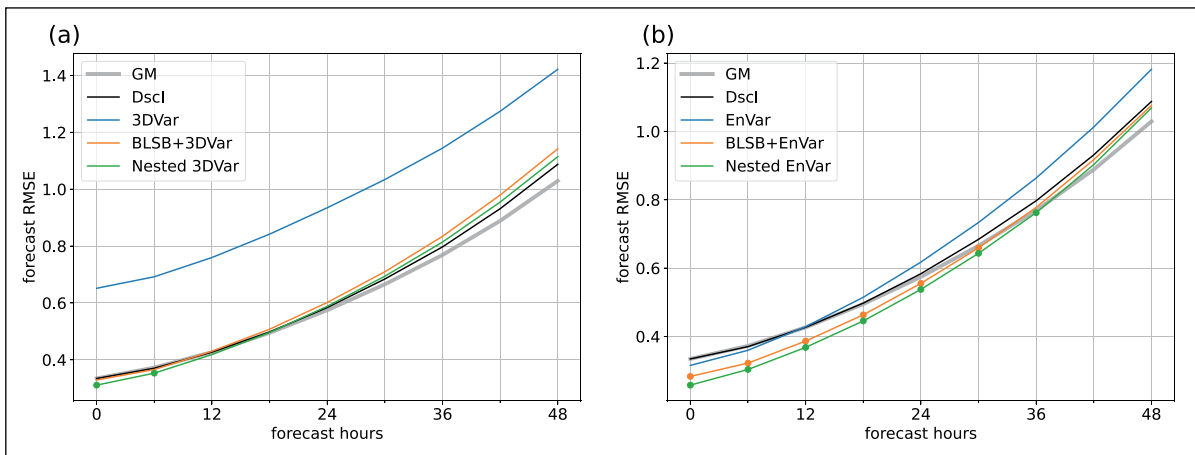 (a)
GM
Dscl
3DVar
BLSB+3DVar
Nested 3DVar
forecast RMSE
1.4
1.2
1.0
0.8
0.6
0.4
0 12 24 36 48
forecast hours
(b)
GM
Dscl
EnVar
BLSB+EnVar
Nested EnVar
forecast RMSE
1.2
1.0
0.8
0.6
0.4
0 12 24 36 48
forecast hours